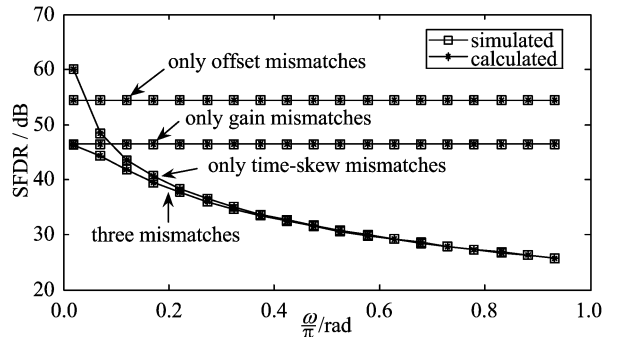 70
60
50
40
30
20
SFDR / dB
simulated
calculated
only offset mismatches
only gain mismatches
only time-skew mismatches
three mismatches
0.0 0.2 0.4 0.6 0.8 1.0
ω/π/rad